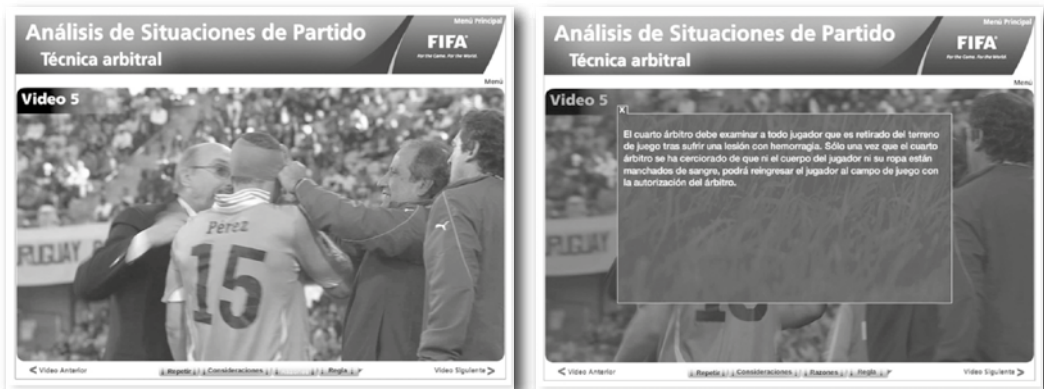 Menú Principal
Análisis de Situaciones de Partido
Técnica arbitral
FIFA
For the Game. For the World.
Menú
Video 5
Pérez
15
< Video Anterior
Repetir
Consideraciones
Regla
Video Siguiente >
Menú Principal
Análisis de Situaciones de Partido
Técnica arbitral
FIFA
For the Game. For the World.
Menú
Video 5
X
El cuarto árbitro debe examinar a todo jugador que es retirado del terreno
de juego tras sufrir una lesión con hemorragia. Sólo una vez que el cuarto
árbitro se ha cerciorado de que ni el cuerpo del jugador ni su ropa están
manchados de sangre, podrá reingresar el jugador al campo de juego con
la autorización del árbitro.
< Video Anterior
Repetir
Consideraciones
Razones
Regla
Video Siguiente >